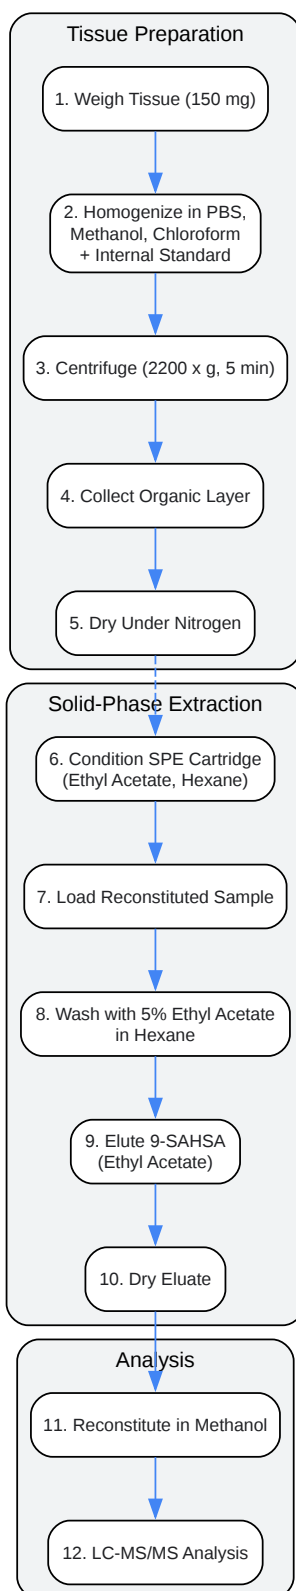 Tissue Preparation
1. Weigh Tissue (150 mg)
2. Homogenize in PBS,
Methanol, Chloroform
+ Internal Standard
3. Centrifuge (2200 x g, 5 min)
4. Collect Organic Layer
5. Dry Under Nitrogen
Solid-Phase Extraction
6. Condition SPE Cartridge
(Ethyl Acetate, Hexane)
7. Load Reconstituted Sample
8. Wash with 5% Ethyl Acetate
in Hexane
9. Elute 9-SAHSA
(Ethyl Acetate)
10. Dry Eluate
Analysis
11. Reconstitute in Methanol
12. LC-MS/MS Analysis